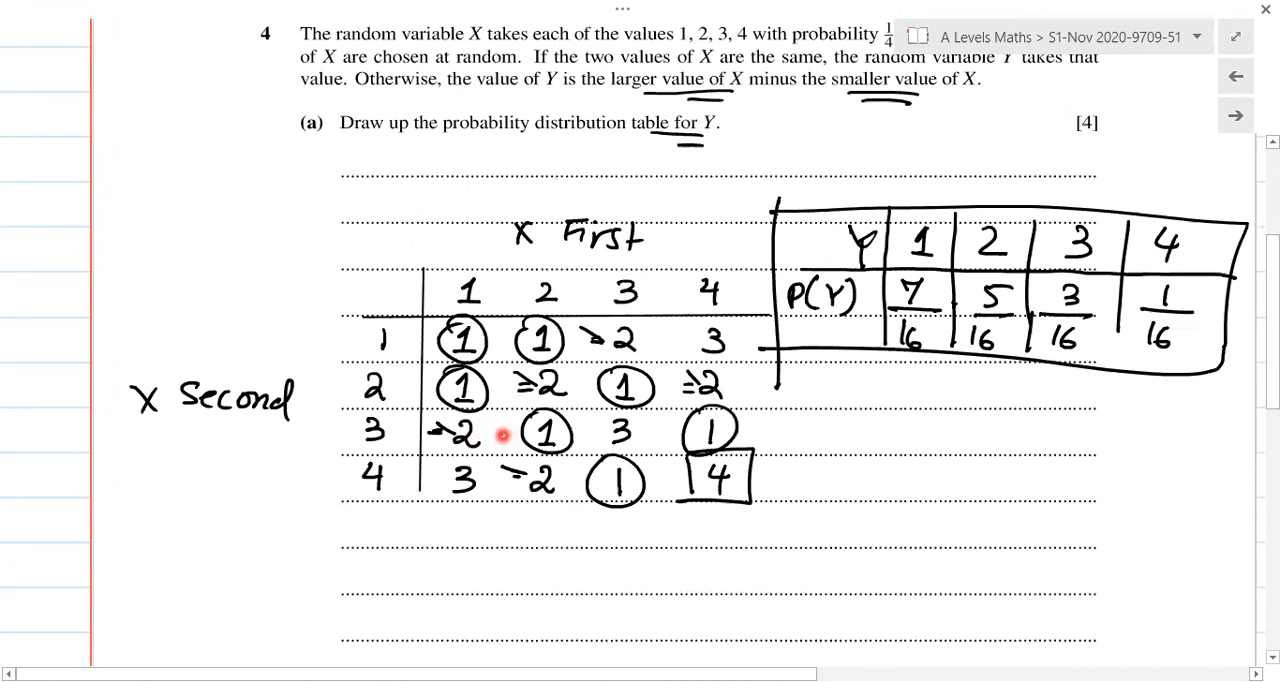 4 The random variable X takes each of the values 1, 2, 3, 4 with probability 1/4
A Levels Maths > S1-Nov 2020-9709-51
of X are chosen at random. If the two values of X are the same, the random variable Y takes that
value. Otherwise, the value of Y is the larger value of X minus the smaller value of X.
(a) Draw up the probability distribution table for Y. [4]
X First
Y 1 2 3 4
P(Y) 7/16 5/16 3/16 1/16
1 2 3 4
1 1 1 2 3
X Second
2 1 2 1 2
3 2 1 3 1
4 3 2 1 4